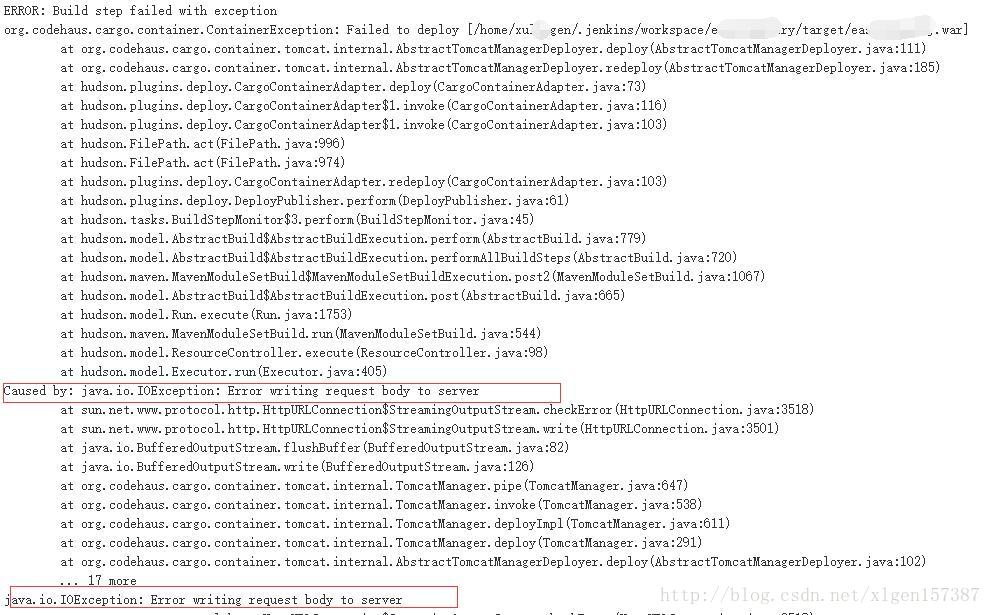 ERROR: Build step failed with exception
org.codehaus.cargo.container.ContainerException: Failed to deploy [/home/xul gen/.jenkins/workspace/e ry/target/eas g.war]
at org.codehaus.cargo.container.tomcat.internal.AbstractTomcatManagerDeployer.deploy(AbstractTomcatManagerDeployer.java:111)
at org.codehaus.cargo.container.tomcat.internal.AbstractTomcatManagerDeployer.redeploy(AbstractTomcatManagerDeployer.java:185)
at hudson.plugins.deploy.CargoContainerAdapter.deploy(CargoContainerAdapter.java:73)
at hudson.plugins.deploy.CargoContainerAdapter$1.invoke(CargoContainerAdapter.java:116)
at hudson.plugins.deploy.CargoContainerAdapter$1.invoke(CargoContainerAdapter.java:103)
at hudson.FilePath.act(FilePath.java:996)
at hudson.FilePath.act(FilePath.java:974)
at hudson.plugins.deploy.CargoContainerAdapter.redeploy(CargoContainerAdapter.java:103)
at hudson.plugins.deploy.DeployPublisher.perform(DeployPublisher.java:61)
at hudson.tasks.BuildStepMonitor$3.perform(BuildStepMonitor.java:45)
at hudson.model.AbstractBuild$AbstractBuildExecution.perform(AbstractBuild.java:779)
at hudson.model.AbstractBuild$AbstractBuildExecution.performAllBuildSteps(AbstractBuild.java:720)
at hudson.maven.MavenModuleSetBuild$MavenModuleSetBuildExecution.post2(MavenModuleSetBuild.java:1067)
at hudson.model.AbstractBuild$AbstractBuildExecution.post(AbstractBuild.java:665)
at hudson.model.Run.execute(Run.java:1753)
at hudson.maven.MavenModuleSetBuild.run(MavenModuleSetBuild.java:544)
at hudson.model.ResourceController.execute(ResourceController.java:98)
at hudson.model.Executor.run(Executor.java:405)
Caused by: java.io.IOException: Error writing request body to server
at sun.net.www.protocol.http.HttpURLConnection$StreamingOutputStream.checkError(HttpURLConnection.java:3518)
at sun.net.www.protocol.http.HttpURLConnection$StreamingOutputStream.write(HttpURLConnection.java:3501)
at java.io.BufferedOutputStream.flushBuffer(BufferedOutputStream.java:82)
at java.io.BufferedOutputStream.write(BufferedOutputStream.java:126)
at org.codehaus.cargo.container.tomcat.internal.TomcatManager.pipe(TomcatManager.java:647)
at org.codehaus.cargo.container.tomcat.internal.TomcatManager.invoke(TomcatManager.java:538)
at org.codehaus.cargo.container.tomcat.internal.TomcatManager.deployImpl(TomcatManager.java:611)
at org.codehaus.cargo.container.tomcat.internal.TomcatManager.deploy(TomcatManager.java:291)
at org.codehaus.cargo.container.tomcat.internal.AbstractTomcatManagerDeployer.deploy(AbstractTomcatManagerDeployer.java:102)
... 17 more
java.io.IOException: Error writing request body to server
http://blog.csdn.net/xlgen157387